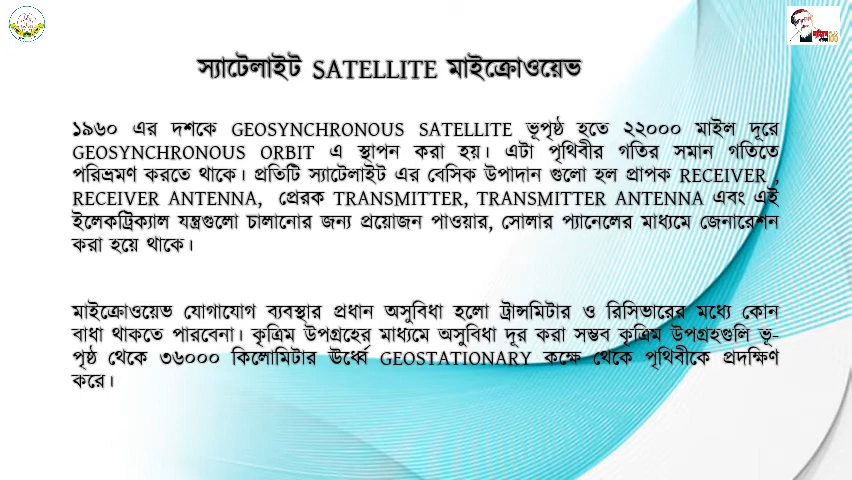 স্যাটেলাইট SATELLITE মাইক্রোওয়েভ
১৯৬০ এর দশকে GEOSYNCHRONOUS SATELLITE ভূপৃষ্ঠ হতে ২২০০০ মাইল দূরে
GEOSYNCHRONOUS ORBIT এ স্থাপন করা হয়। এটা পৃথিবীর গতির সমান গতিতে
পরিভ্রমণ করতে থাকে। প্রতিটি স্যাটেলাইট এর বেসিক উপাদান গুলো হল প্রাপক RECEIVER ,
RECEIVER ANTENNA, প্রেরক TRANSMITTER, TRANSMITTER ANTENNA এবং এই
ইলেকট্রিক্যাল যন্ত্রগুলো চালানোর জন্য প্রয়োজন পাওয়ার, সোলার প্যানেলের মাধ্যমে জেনারেশন
করা হয়ে থাকে।
মাইক্রোওয়েভ যোগাযোগ ব্যবস্থার প্রধান অসুবিধা হলো ট্রান্সমিটার ও রিসিভারের মধ্যে কোন
বাধা থাকতে পারবেনা। কৃত্রিম উপগ্রহের মাধ্যমে অসুবিধা দূর করা সম্ভব কৃত্রিম উপগ্রহগুলি ভূ-
পৃষ্ঠ থেকে ৩৬০০০ কিলোমিটার ঊর্ধ্বে GEOSTATIONARY কক্ষে থেকে পৃথিবীকে প্রদক্ষিণ
করে।